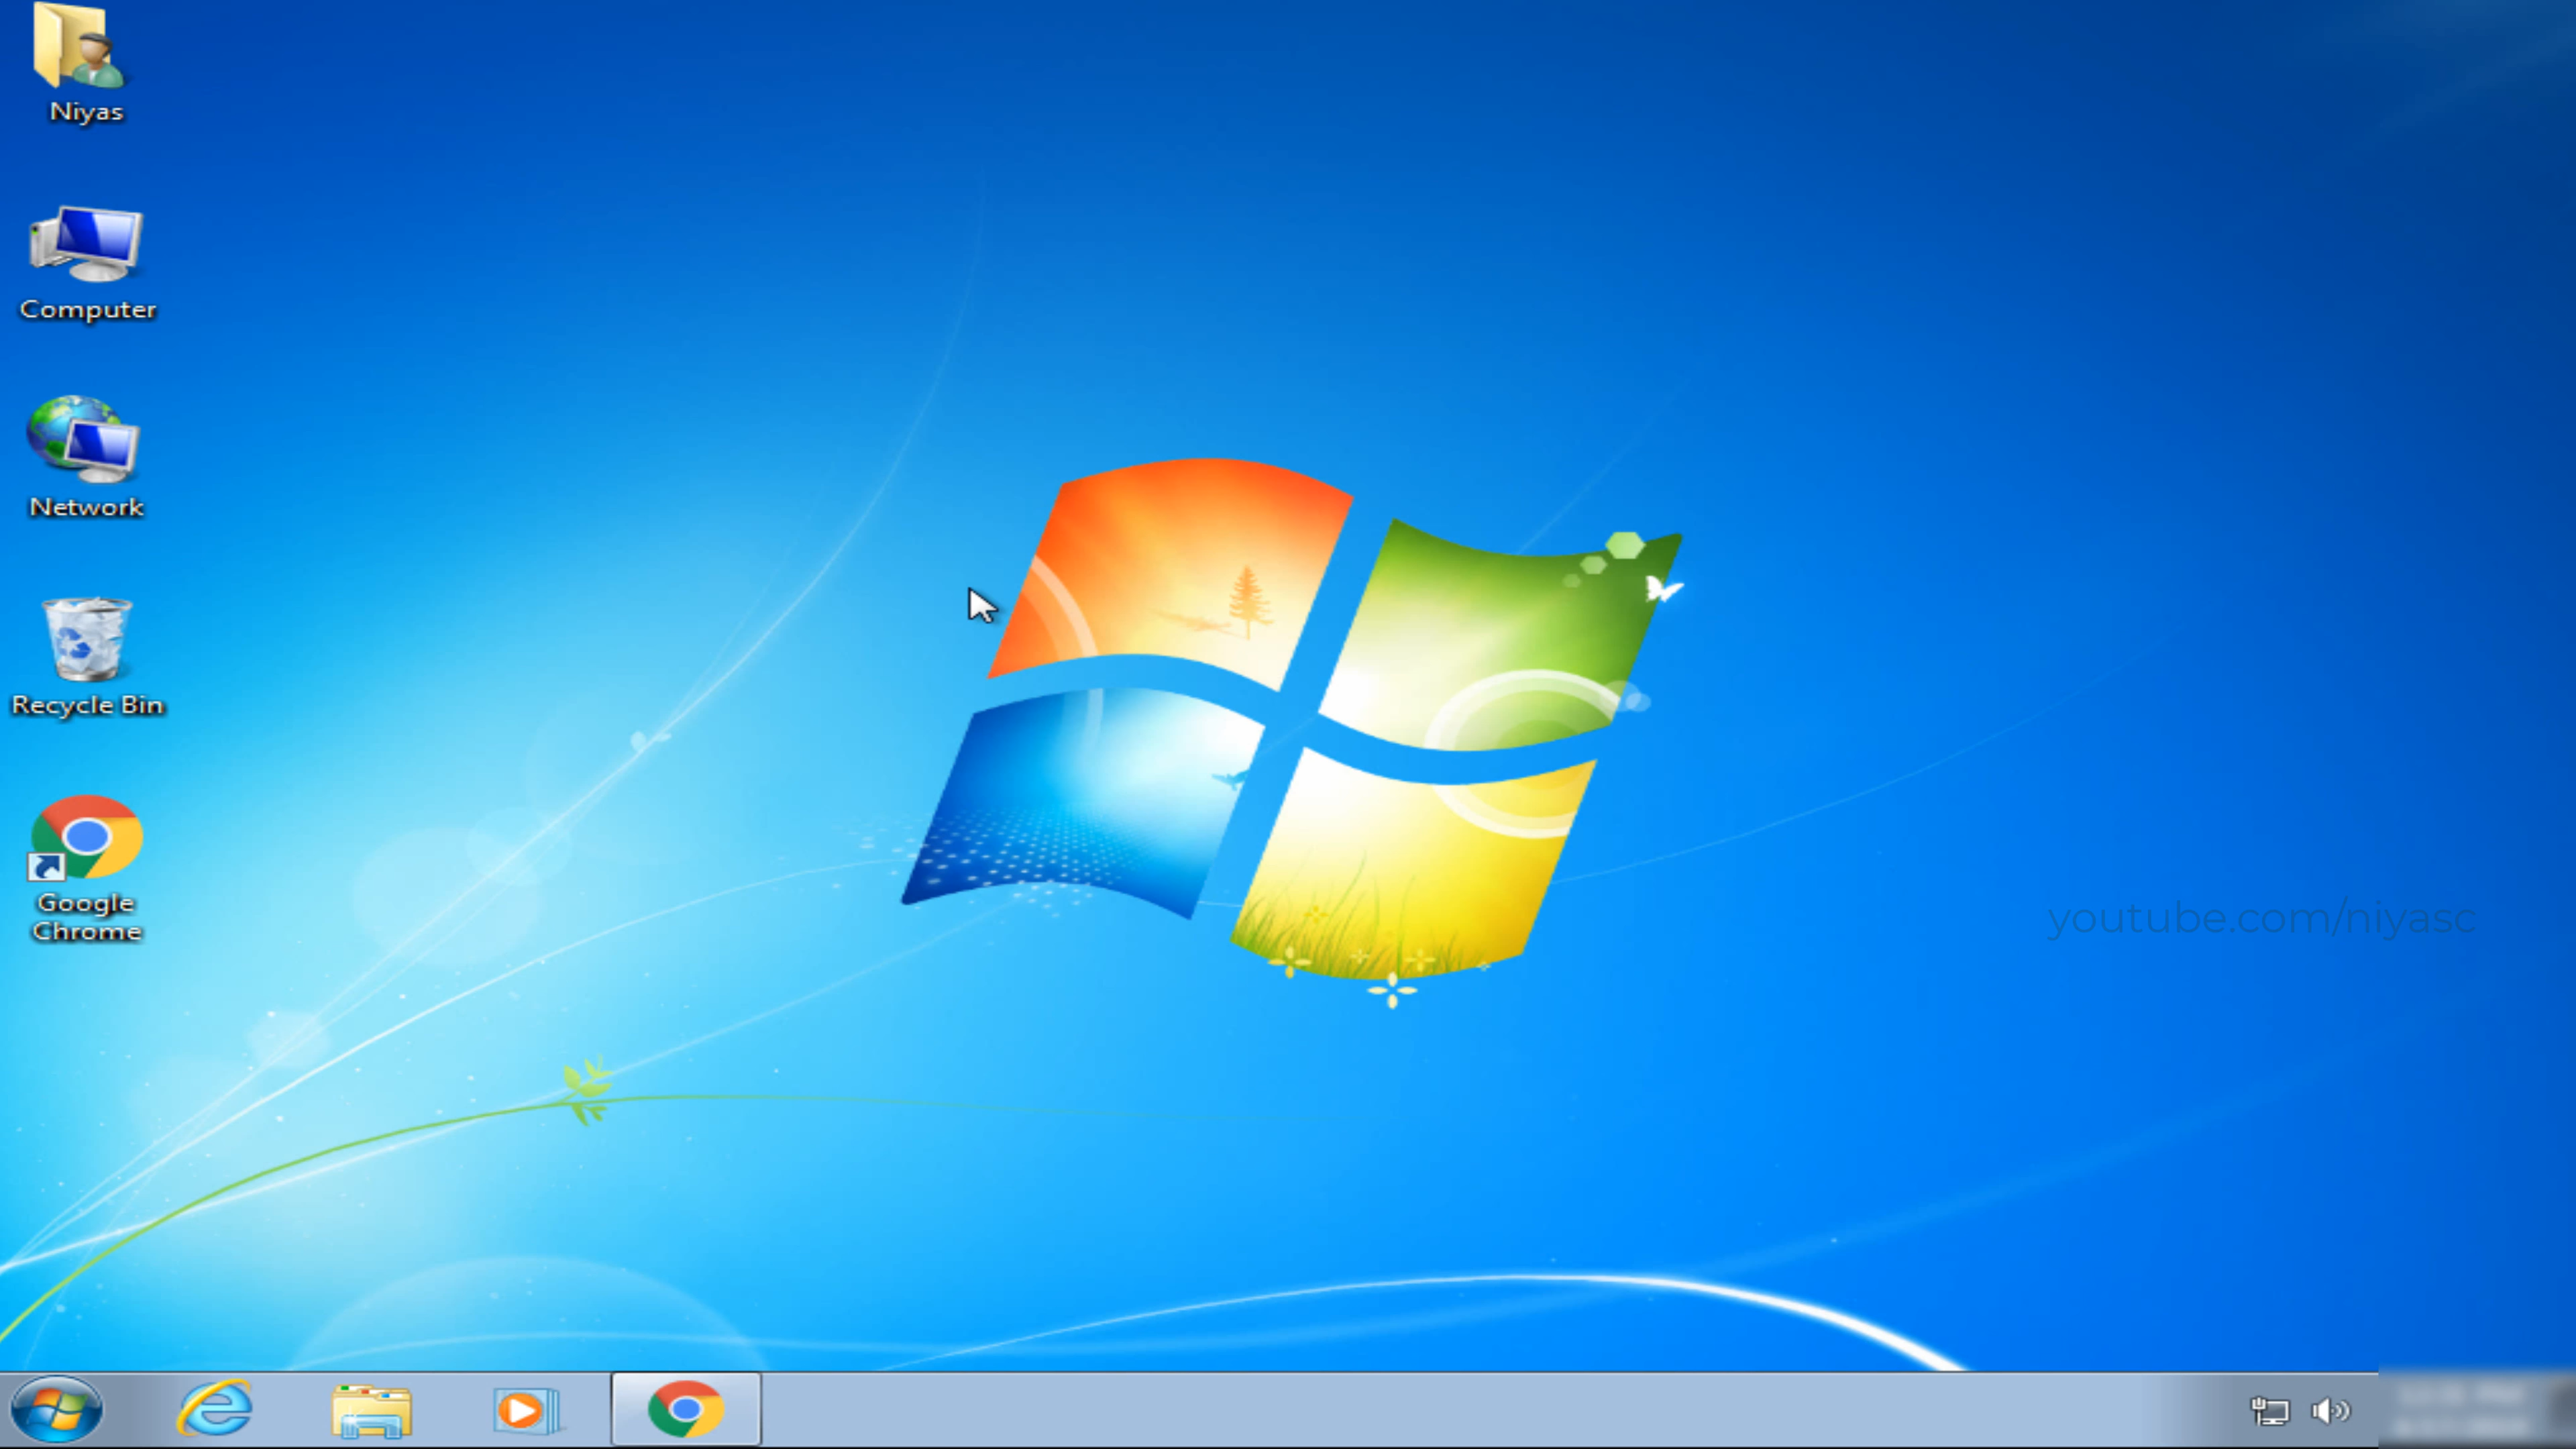 Niyas
Computer
Network
Recycle Bin
Google
Chrome
youtube.com/niyasc